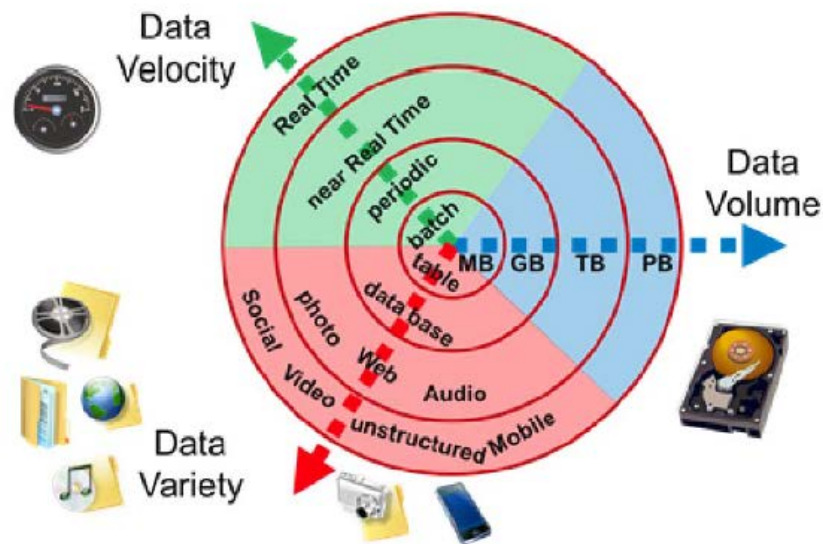 Data
Velocity
Real Time
near Real Time
periodic
batch
Data
Volume
MB GB TB PB
table
data base
photo Web Audio
Social Video unstructured Mobile
Data
Variety